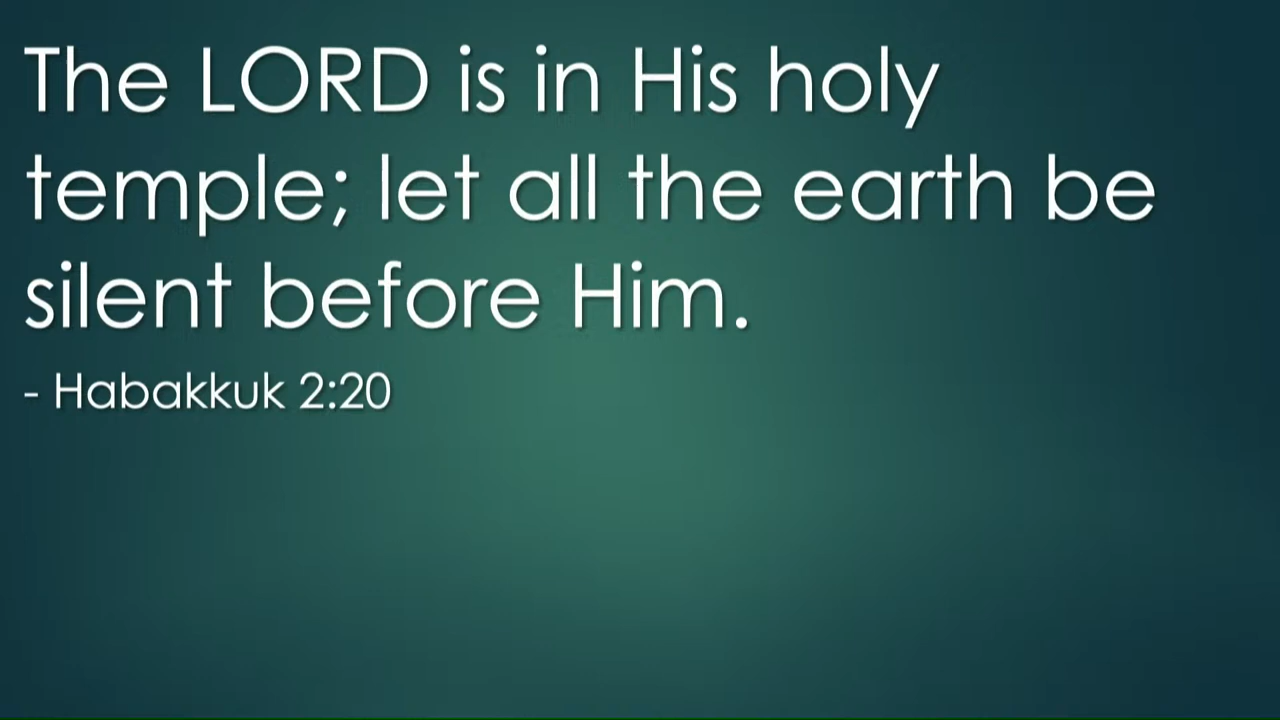 The LORD is in His holy
temple; let all the earth be
silent before Him.
- Habakkuk 2:20